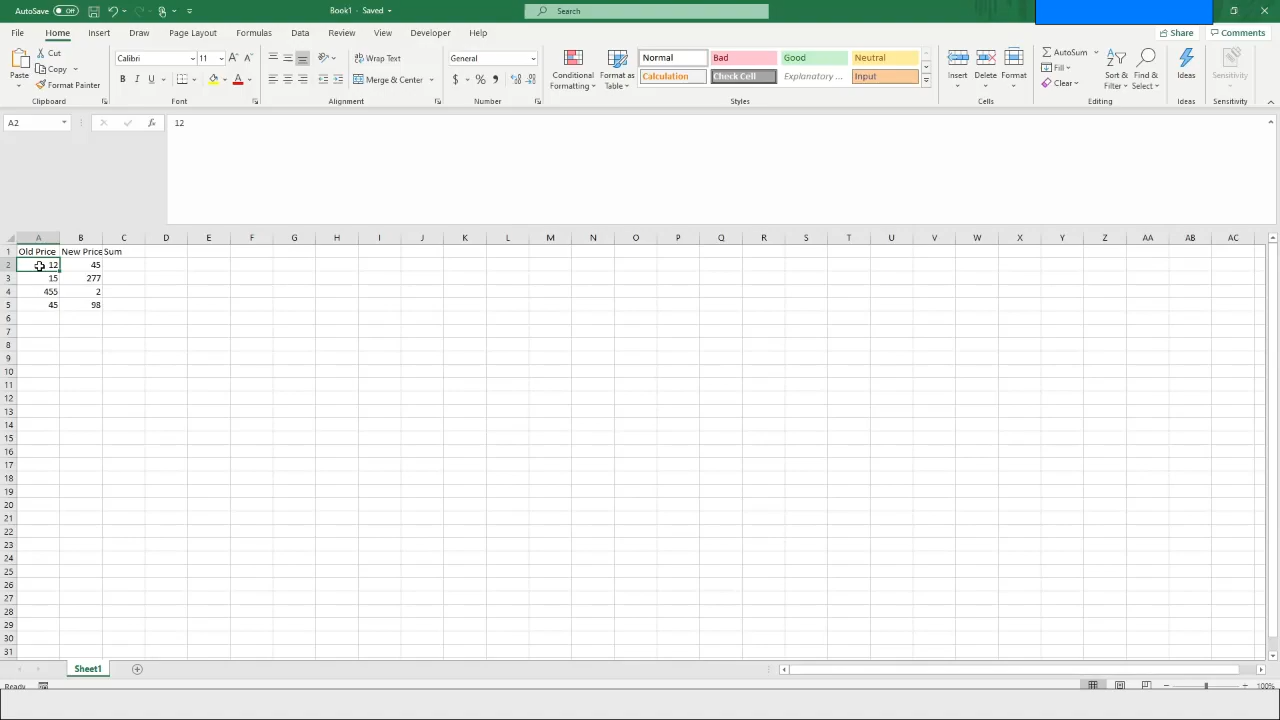 AutoSave Off Book1 - Saved Search
File Home Insert Draw Page Layout Formulas Data Review View Developer Help Share Comments
Paste Cut Copy Format Painter Clipboard
Calibri 11 A A B I U A Font
Wrap Text Merge & Center Alignment
General $ % , Number
Conditional Formatting Format as Table
Normal Bad Good Neutral
Calculation Check Cell Explanatory ... Input
Styles
Insert Delete Format Cells
AutoSum Fill Clear Sort & Filter Find & Select Editing
Ideas Ideas
Sensitivity Sensitivity
A2 fx 12
A B C D E F G H I J K L M N O P Q R S T U V W X Y Z AA AB AC
1 Old Price New Price Sum
2 12 45
3 15 277
4 455 2
5 45 98
6
7
8
9
10
11
12
13
14
15
16
17
18
19
20
21
22
23
24
25
26
27
28
29
30
31
Sheet1
Ready 100%